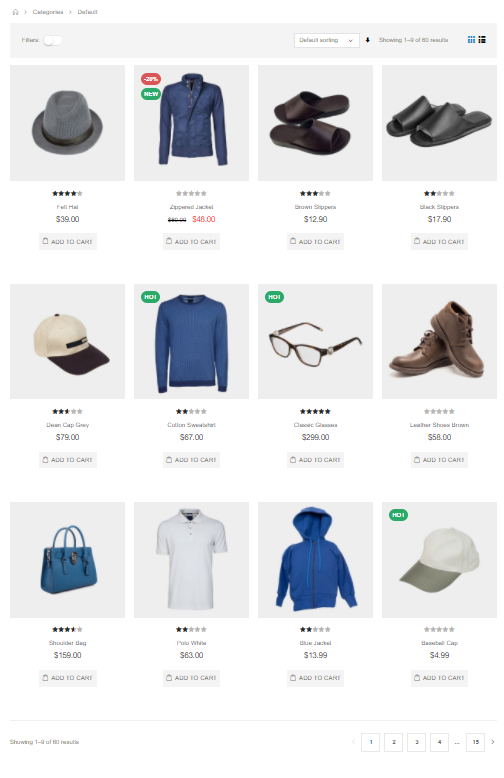 Categories > Default
Filters:
Default sorting
Showing 1–9 of 60 results
-20%
NEW
Felt Hat
$39.00
ADD TO CART
Zippered Jacket
$60.00 $48.00
ADD TO CART
Brown Slippers
$12.90
ADD TO CART
Black Slippers
$17.90
ADD TO CART
HOT
HOT
Dean Cap Grey
$79.00
ADD TO CART
Cotton Sweatshirt
$67.00
ADD TO CART
Classic Glasses
$299.00
ADD TO CART
Leather Shoes Brown
$58.00
ADD TO CART
HOT
Shoulder Bag
$159.00
ADD TO CART
Polo White
$63.00
ADD TO CART
Blue Jacket
$13.99
ADD TO CART
Baseball Cap
$4.99
ADD TO CART
Showing 1–9 of 60 results
1 2 3 4 ... 15 >